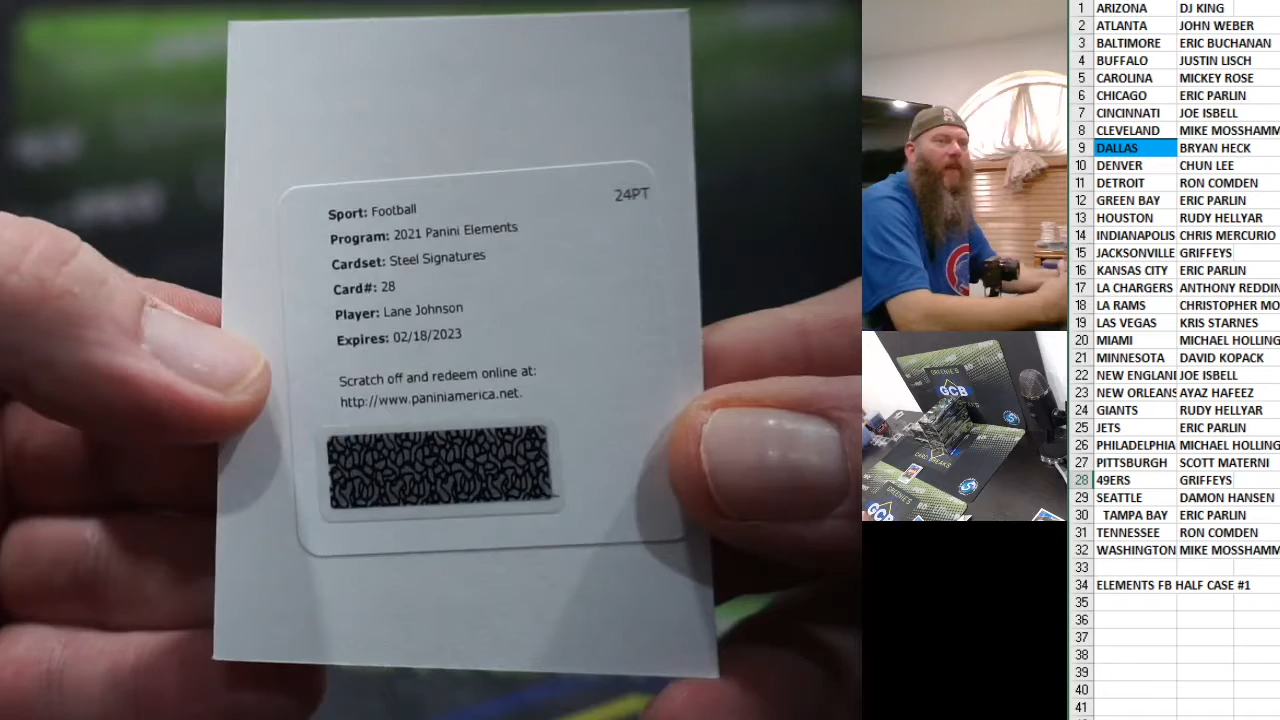 24PT
Sport: Football
Program: 2021 Panini Elements
Cardset: Steel Signatures
Card#: 28
Player: Lane Johnson
Expires: 02/18/2023
Scratch off and redeem online at:
http://www.paniniamerica.net.
GREENIE'S
GCB
CARD BREAKS
GREENIE'S
GCB
1 ARIZONA DJ KING
2 ATLANTA JOHN WEBER
3 BALTIMORE ERIC BUCHANAN
4 BUFFALO JUSTIN LISCH
5 CAROLINA MICKEY ROSE
6 CHICAGO ERIC PARLIN
7 CINCINNATI JOE ISBELL
8 CLEVELAND MIKE MOSSHAMM
9 DALLAS BRYAN HECK
10 DENVER CHUN LEE
11 DETROIT RON COMDEN
12 GREEN BAY ERIC PARLIN
13 HOUSTON RUDY HELLYAR
14 INDIANAPOLIS CHRIS MERCURIO
15 JACKSONVILLE GRIFFEYS
16 KANSAS CITY ERIC PARLIN
17 LA CHARGERS ANTHONY REDDIN
18 LA RAMS CHRISTOPHER MO
19 LAS VEGAS KRIS STARNES
20 MIAMI MICHAEL HOLLING
21 MINNESOTA DAVID KOPACK
22 NEW ENGLANI JOE ISBELL
23 NEW ORLEANS AYAZ HAFEEZ
24 GIANTS RUDY HELLYAR
25 JETS ERIC PARLIN
26 PHILADELPHIA MICHAEL HOLLING
27 PITTSBURGH SCOTT MATERNI
28 49ERS GRIFFEYS
29 SEATTLE DAMON HANSEN
30 TAMPA BAY ERIC PARLIN
31 TENNESSEE RON COMDEN
32 WASHINGTON MIKE MOSSHAMM
33
34 ELEMENTS FB HALF CASE #1
35
36
37
38
39
40
41